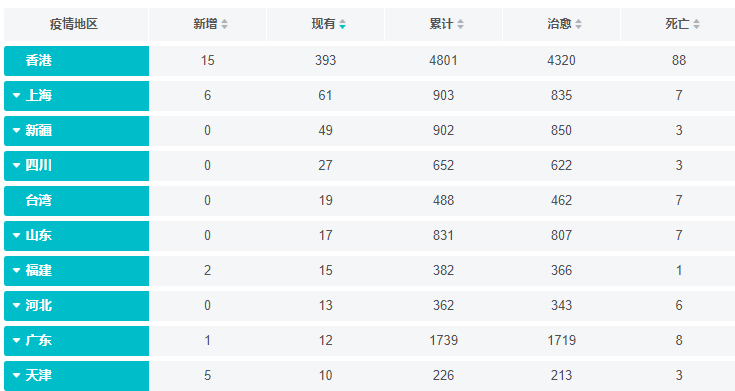 疫情地区 新增 现有 累计 治愈 死亡
香港 15 393 4801 4320 88
上海 6 61 903 835 7
新疆 0 49 902 850 3
四川 0 27 652 622 3
台湾 0 19 488 462 7
山东 0 17 831 807 7
福建 2 15 382 366 1
河北 0 13 362 343 6
广东 1 12 1739 1719 8
天津 5 10 226 213 3